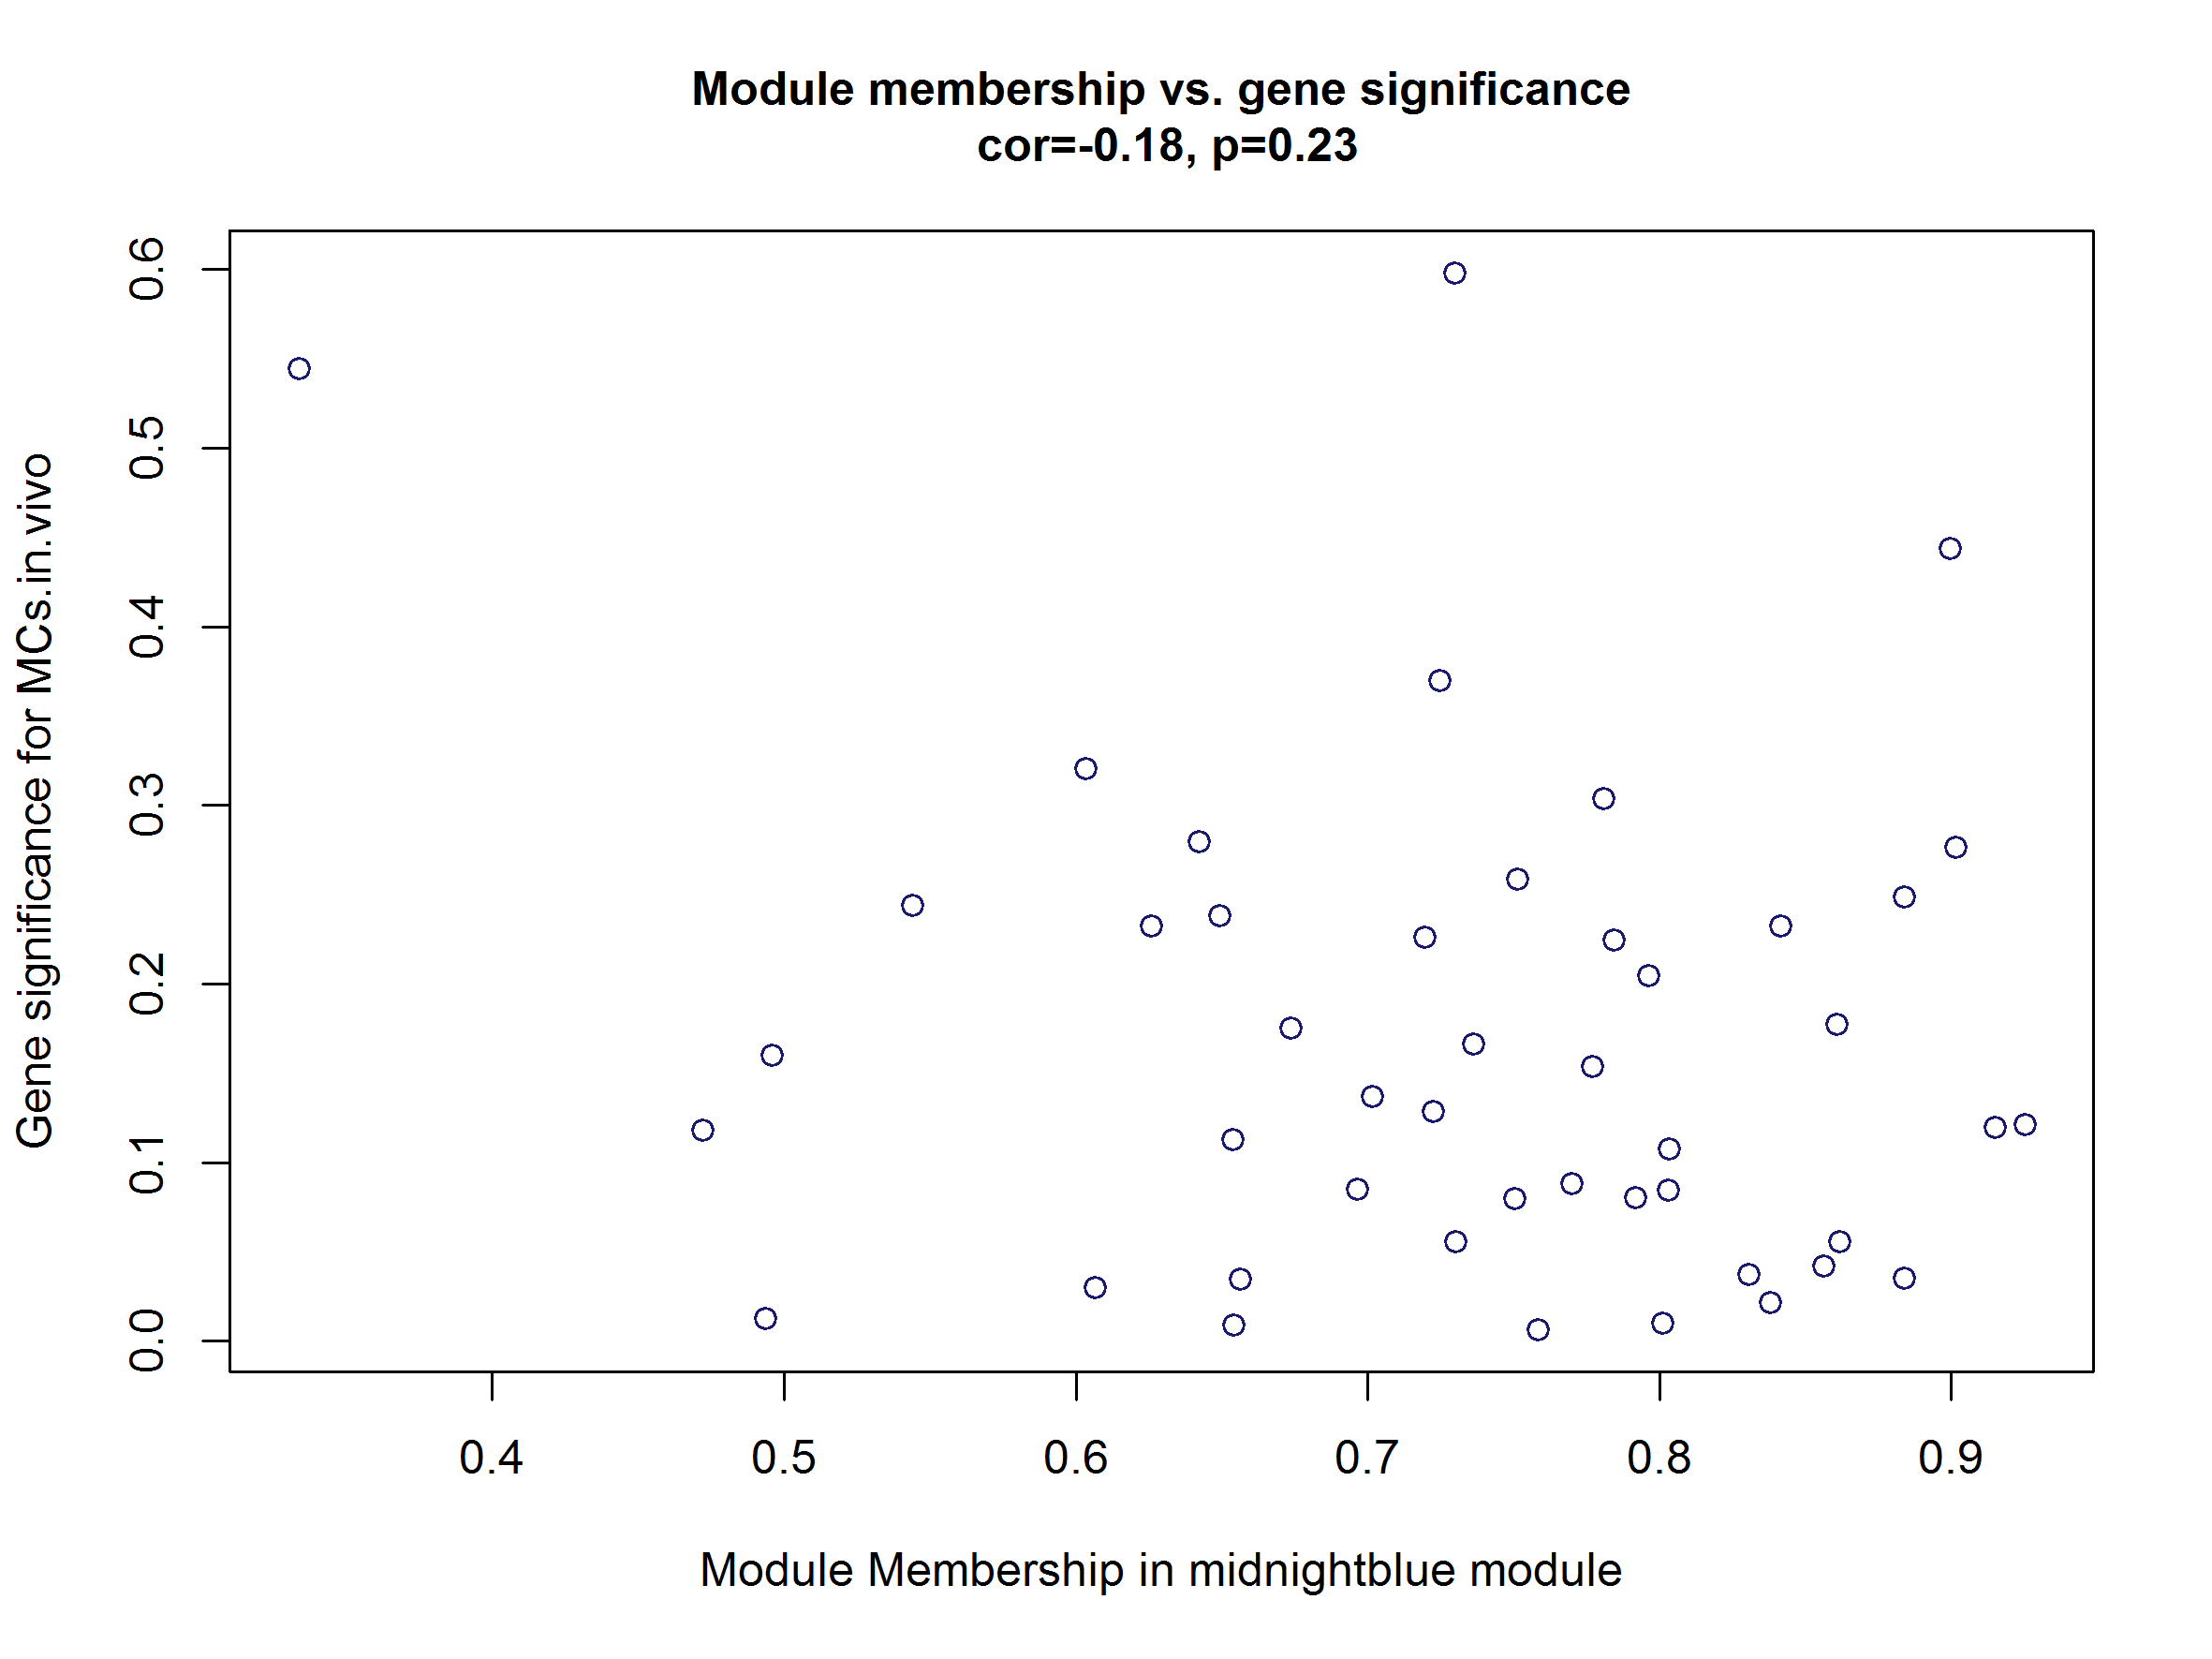 Module membership vs. gene significance
cor=-0.18, p=0.23
Gene significance for MCs.in.vivo
0.6
0.5
0.4
0.3
0.2
0.1
0.0
0.4 0.5 0.6 0.7 0.8 0.9
Module Membership in midnightblue module